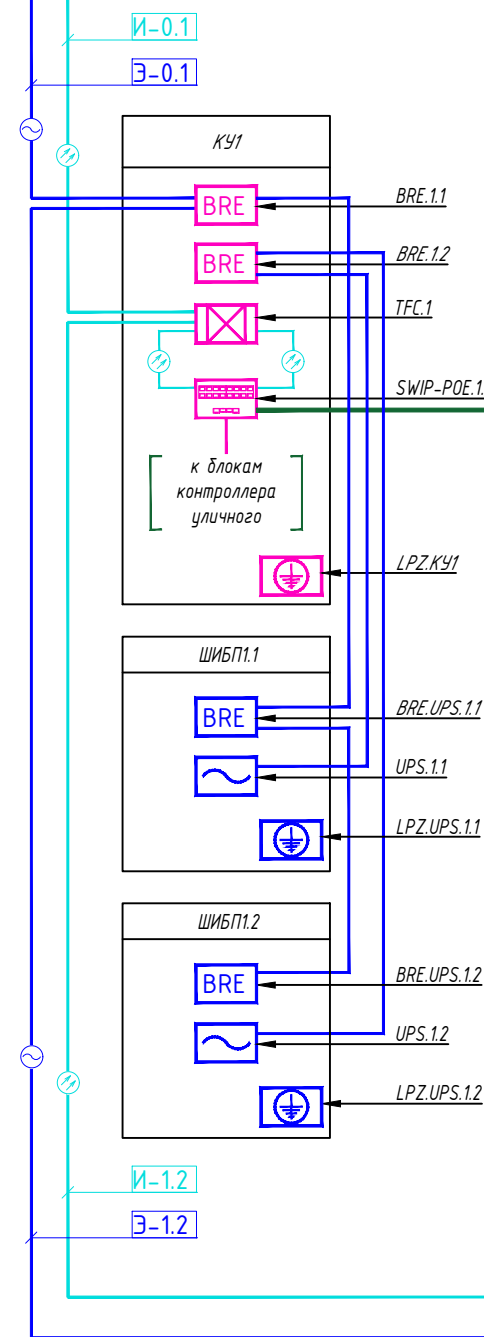 И-0.1
Э-0.1
КУ1
BRE
BRE.1.1
BRE
BRE.1.2
TFC.1
SWIP-POE.1.
к блокам
контроллера
уличного
LPZ.КУ1
ШИБП1.1
BRE
BRE.UPS.1.1
UPS.1.1
LPZ.UPS.1.1
ШИБП1.2
BRE
BRE.UPS.1.2
UPS.1.2
LPZ.UPS.1.2
И-1.2
Э-1.2